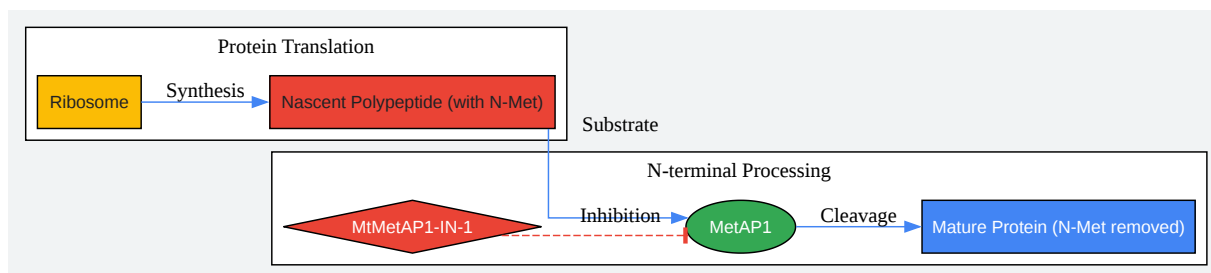 Protein Translation
Ribosome
Synthesis
Nascent Polypeptide (with N-Met)
Substrate
N-terminal Processing
MtMetAP1-IN-1
Inhibition
MetAP1
Cleavage
Mature Protein (N-Met removed)